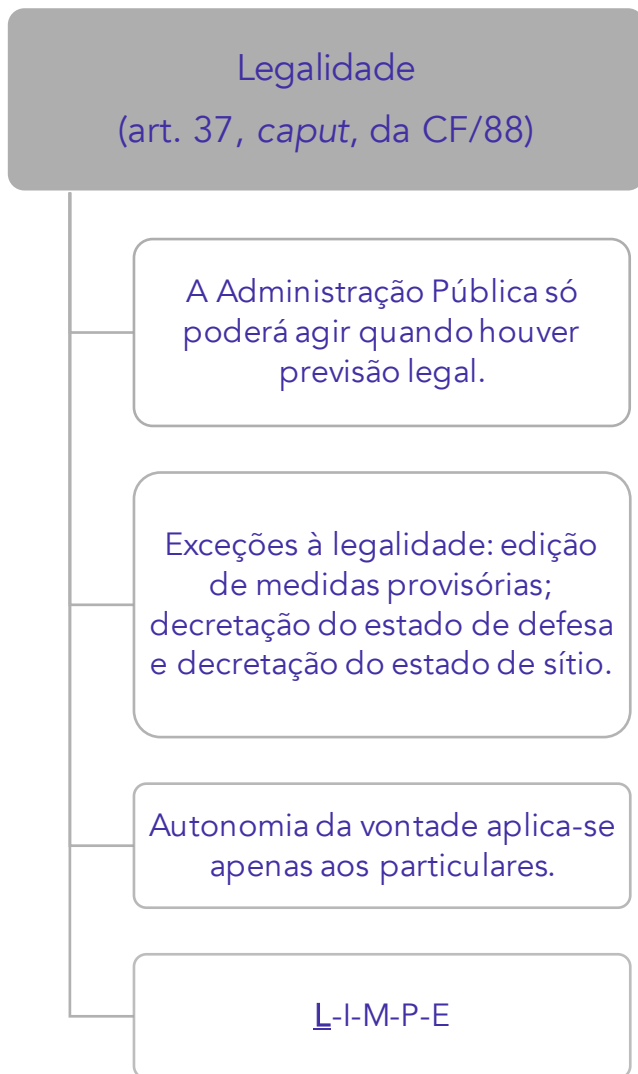 Legalidade
(art. 37, caput, da CF/88)
A Administração Pública só
poderá agir quando houver
previsão legal.
Exceções à legalidade: edição
de medidas provisórias;
decretação do estado de defesa
e decretação do estado de sítio.
Autonomia da vontade aplica-se
apenas aos particulares.
L-I-M-P-E